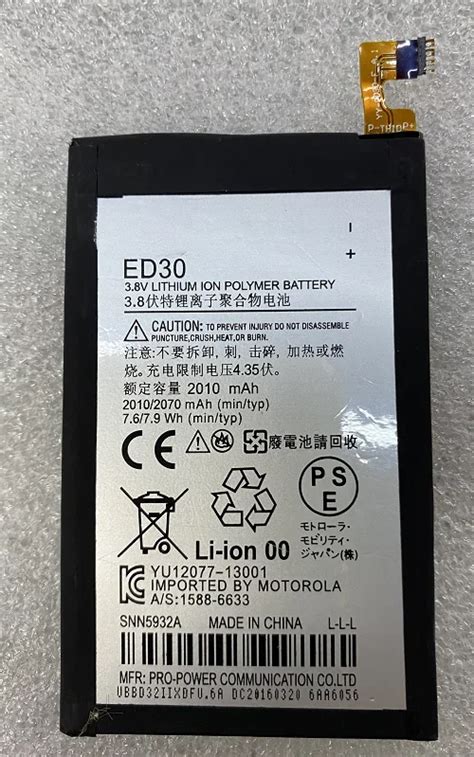 P-THIDP+
-
+
ED30
3.8V LITHIUM ION POLYMER BATTERY
3.8伏特锂离子聚合物电池
CAUTION: TO PREVENT INJURY DO NOT DISASSEMBLE
PUNCTURE,CRUSH,HEAT,OR BURN.
注意:不要拆卸,刺,击碎,加热或燃
烧。充电限制电压4.35伏。
额定容量 2010 mAh
2010/2070 mAh (min/typ)
7.6/7.9 Wh (min/typ)
CE 廢電池請回收
PSE
モトローラ・
モビリティ・
ジャパン(株)
Li-ion 00
YU12077-13001
IMPORTED BY MOTOROLA
A/S:1588-6633
SNN5932A MADE IN CHINA L-L-L
MFR: PRO-POWER COMMUNICATION CO.LTD
VBBD32IIXDFU.6A DC20160320 6AA6056